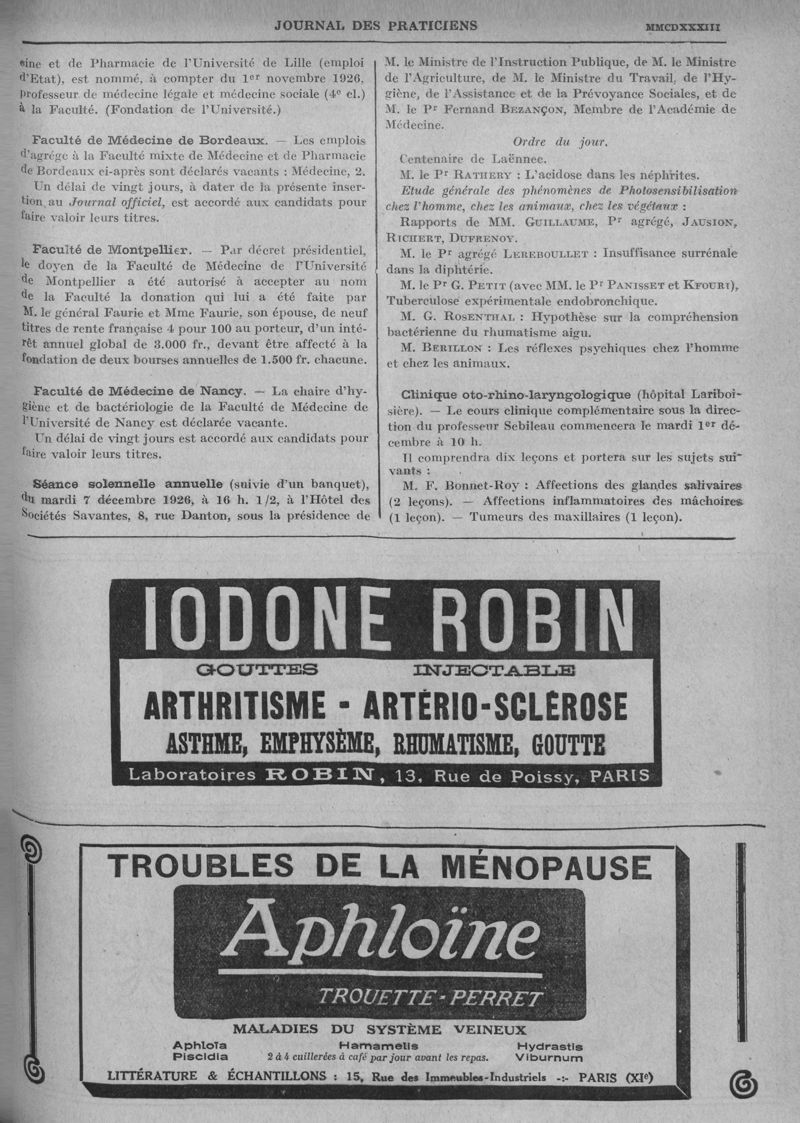 JOURNAL DES PRATICIENS
MMCDXXXIII
cine et de Pharmacie de l'Université de Lille (emploi
d'Etat), est nommé, à compter du 1er novembre 1926,
professeur de médecine légale et médecine sociale (4e cl.)
à la Faculté. (Fondation de l'Université.)
Faculté de Médecine de Bordeaux. — Les emplois
d'agrégé à la Faculté mixte de Médecine et de Pharmacie
de Bordeaux ci-après sont déclarés vacants : Médecine, 2.
Un délai de vingt jours, à dater de la présente inser-
tion au Journal officiel, est accordé aux candidats pour
faire valoir leurs titres.
Faculté de Montpellier. — Par décret présidentiel,
le doyen de la Faculté de Médecine de l'Université
de Montpellier a été autorisé à accepter au nom
de la Faculté la donation qui lui a été faite par
M. le général Faurie et Mme Faurie, son épouse, de neuf
titres de rente française 4 pour 100 au porteur, d'un inté-
rêt annuel global de 3.000 fr., devant être affecté à la
fondation de deux bourses annuelles de 1.500 fr. chacune.
Faculté de Médecine de Nancy. — La chaire d'hy-
giène et de bactériologie de la Faculté de Médecine de
l'Université de Nancy est déclarée vacante.
Un délai de vingt jours est accordé aux candidats pour
faire valoir leurs titres.
Séance solennelle annuelle (suivie d'un banquet),
du mardi 7 décembre 1926, à 16 h. 1/2, à l'Hôtel des
Sociétés Savantes, 8, rue Danton, sous la présidence de
M. le Ministre de l'Instruction Publique, de M. le Ministre
de l'Agriculture, de M. le Ministre du Travail, de l'Hy-
giène, de l'Assistance et de la Prévoyance Sociales, et de
M. le Pr Fernand BEZANÇON, Membre de l'Académie de
Médecine.
Ordre du jour.
Centenaire de Laënnec.
M. le Pr RATHERY : L'acidose dans les néphrites.
Etude générale des phénomènes de Photosensibilisation
chez l'homme, chez les animaux, chez les végétaux :
Rapports de MM. GUILLAUME, Pr agrégé, JAUSION,
RICHERT, DUFRENOY.
M. le Pr agrégé LEREBOULLET : Insuffisance surrénale
dans la diphtérie.
M. le Pr G. PETIT (avec MM. le Pr PANISSET et KFOURI),
Tuberculose expérimentale endobronchique.
M. G. ROSENTHAL : Hypothèse sur la compréhension
bactérienne du rhumatisme aigu.
M. BERILLON : Les réflexes psychiques chez l'homme
et chez les animaux.
Clinique oto-rhino-laryngologique (hôpital Lariboi-
sière). — Le cours clinique complémentaire sous la direc-
tion du professeur Sebileau commencera le mardi 1er dé-
cembre à 10 h.
Il comprendra dix leçons et portera sur les sujets sui-
vants :
M. F. Bonnet-Roy : Affections des glandes salivaires
(2 leçons). — Affections inflammatoires des mâchoires
(1 leçon). — Tumeurs des maxillaires (1 leçon).
IODONE ROBIN
GOUTTES INJECTABLE
ARTHRITISME - ARTÉRIO-SCLÉROSE
ASTHME, EMPHYSÈME, RHUMATISME, GOUTTE
Laboratoires ROBIN, 13, Rue de Poissy, PARIS
TROUBLES DE LA MÉNOPAUSE
Aphloïne
TROUETTE-PERRET
MALADIES DU SYSTÈME VEINEUX
Aphloïa Hamamelis Hydrastis
Piscidia 2 à 4 cuillerées à café par jour avant les repas. Viburnum
LITTÉRATURE & ÉCHANTILLONS : 15, Rue des Immeubles-Industriels -:- PARIS (XIe)